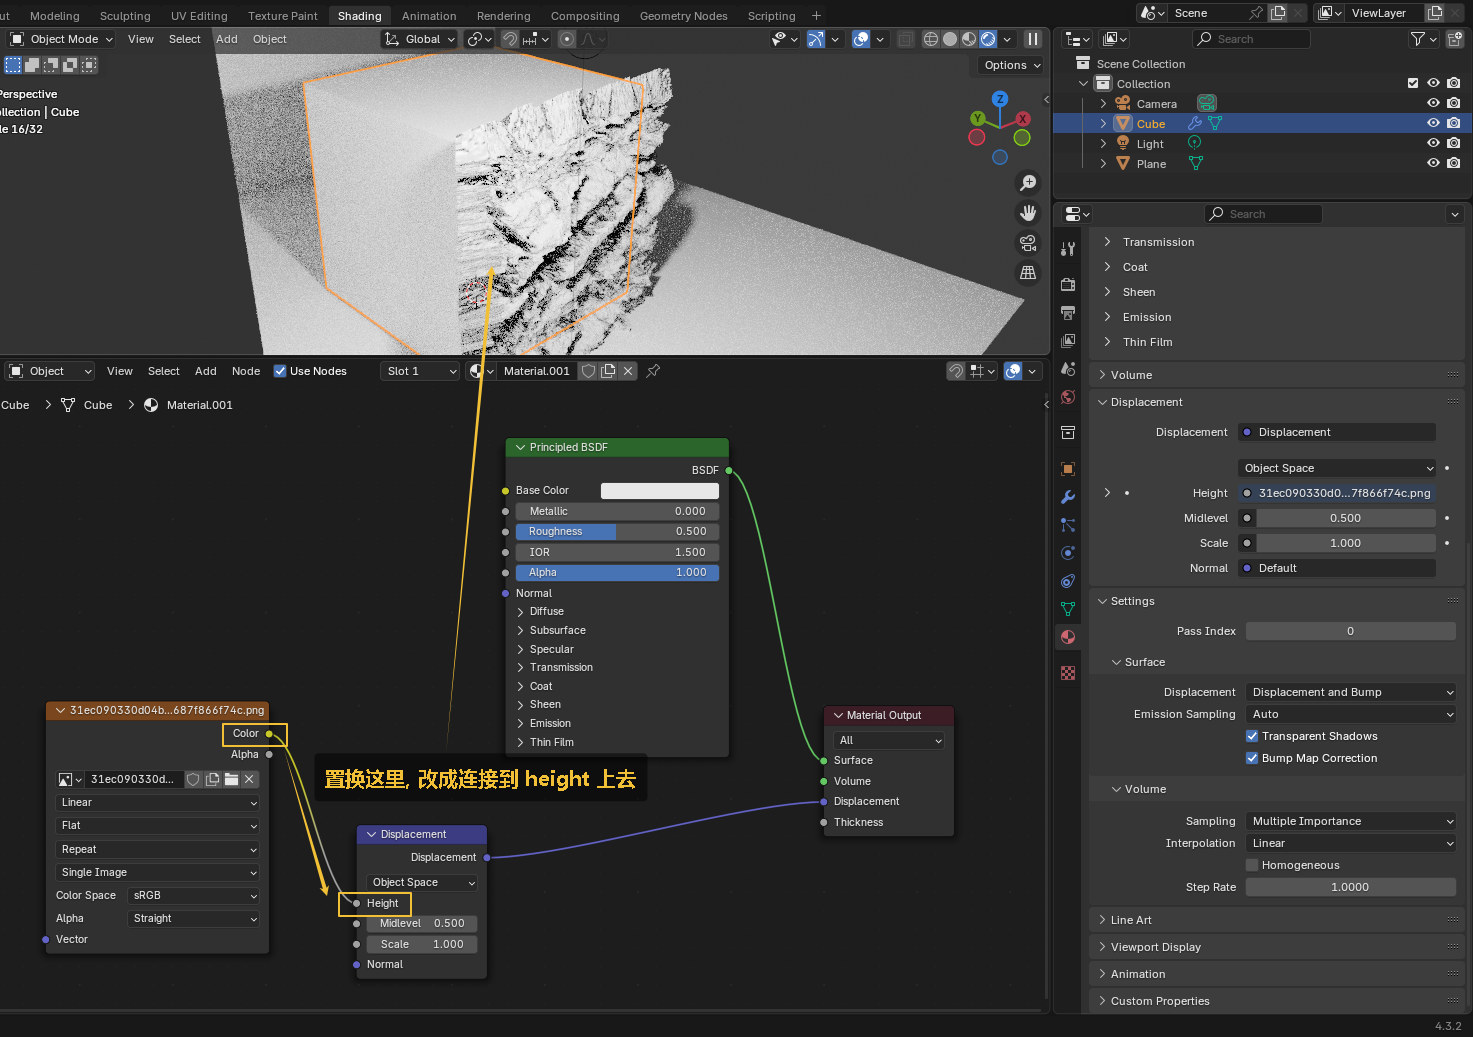 ut Modeling Sculpting UV Editing Texture Paint Shading Animation Rendering Compositing Geometry Nodes Scripting +
Scene ViewLayer
Object Mode View Select Add Object Global
Search
Options
Perspective
llection | Cube
le 16/32
Z
Y
X
Scene Collection
Collection
Camera
Cube
Light
Plane
Search
Transmission
Coat
Sheen
Emission
Thin Film
Volume
Displacement
Displacement Displacement
Object Space
Height 31ec090330d0...7f866f74c.png
Midlevel 0.500
Scale 1.000
Normal Default
Settings
Pass Index 0
Surface
Displacement Displacement and Bump
Emission Sampling Auto
Transparent Shadows
Bump Map Correction
Volume
Sampling Multiple Importance
Interpolation Linear
Homogeneous
Step Rate 1.0000
Line Art
Viewport Display
Animation
Custom Properties
Object View Select Add Node Use Nodes Slot 1 Material.001
Cube Cube Material.001
Principled BSDF
BSDF
Base Color
Metallic 0.000
Roughness 0.500
IOR 1.500
Alpha 1.000
Normal
Diffuse
Subsurface
Specular
Transmission
Coat
Sheen
Emission
Thin Film
31ec090330d04b...687f866f74c.png
Color
Alpha
31ec090330d...
Linear
Flat
Repeat
Single Image
Color Space sRGB
Alpha Straight
Vector
置换这里, 改成连接到 height 上去
Displacement
Displacement
Object Space
Height
Midlevel 0.500
Scale 1.000
Normal
Material Output
All
Surface
Volume
Displacement
Thickness
4.3.2